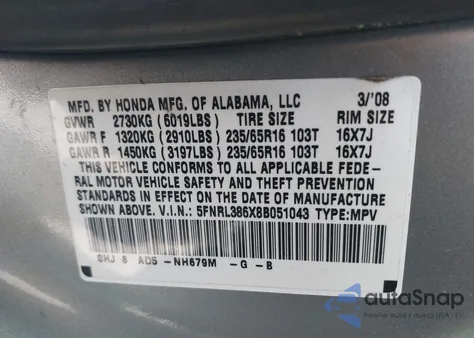 MFD. BY HONDA MFG. OF ALABAMA, LLC 3/'08
GVWR 2730KG (6019LBS) TIRE SIZE RIM SIZE
GAWR F 1320KG (2910LBS) 235/65R16 103T 16X7J
GAWR R 1450KG (3197LBS) 235/65R16 103T 16X7J
THIS VEHICLE CONFORMS TO ALL APPLICABLE FEDE-
RAL MOTOR VEHICLE SAFETY AND THEFT PREVENTION
STANDARDS IN EFFECT ON THE DATE OF MANUFACTURE
SHOWN ABOVE. V.I.N: 5FNRL386X8B051043 TYPE:MPV
SHJ 8 AD5 -NH679M -G -B
autoSnap